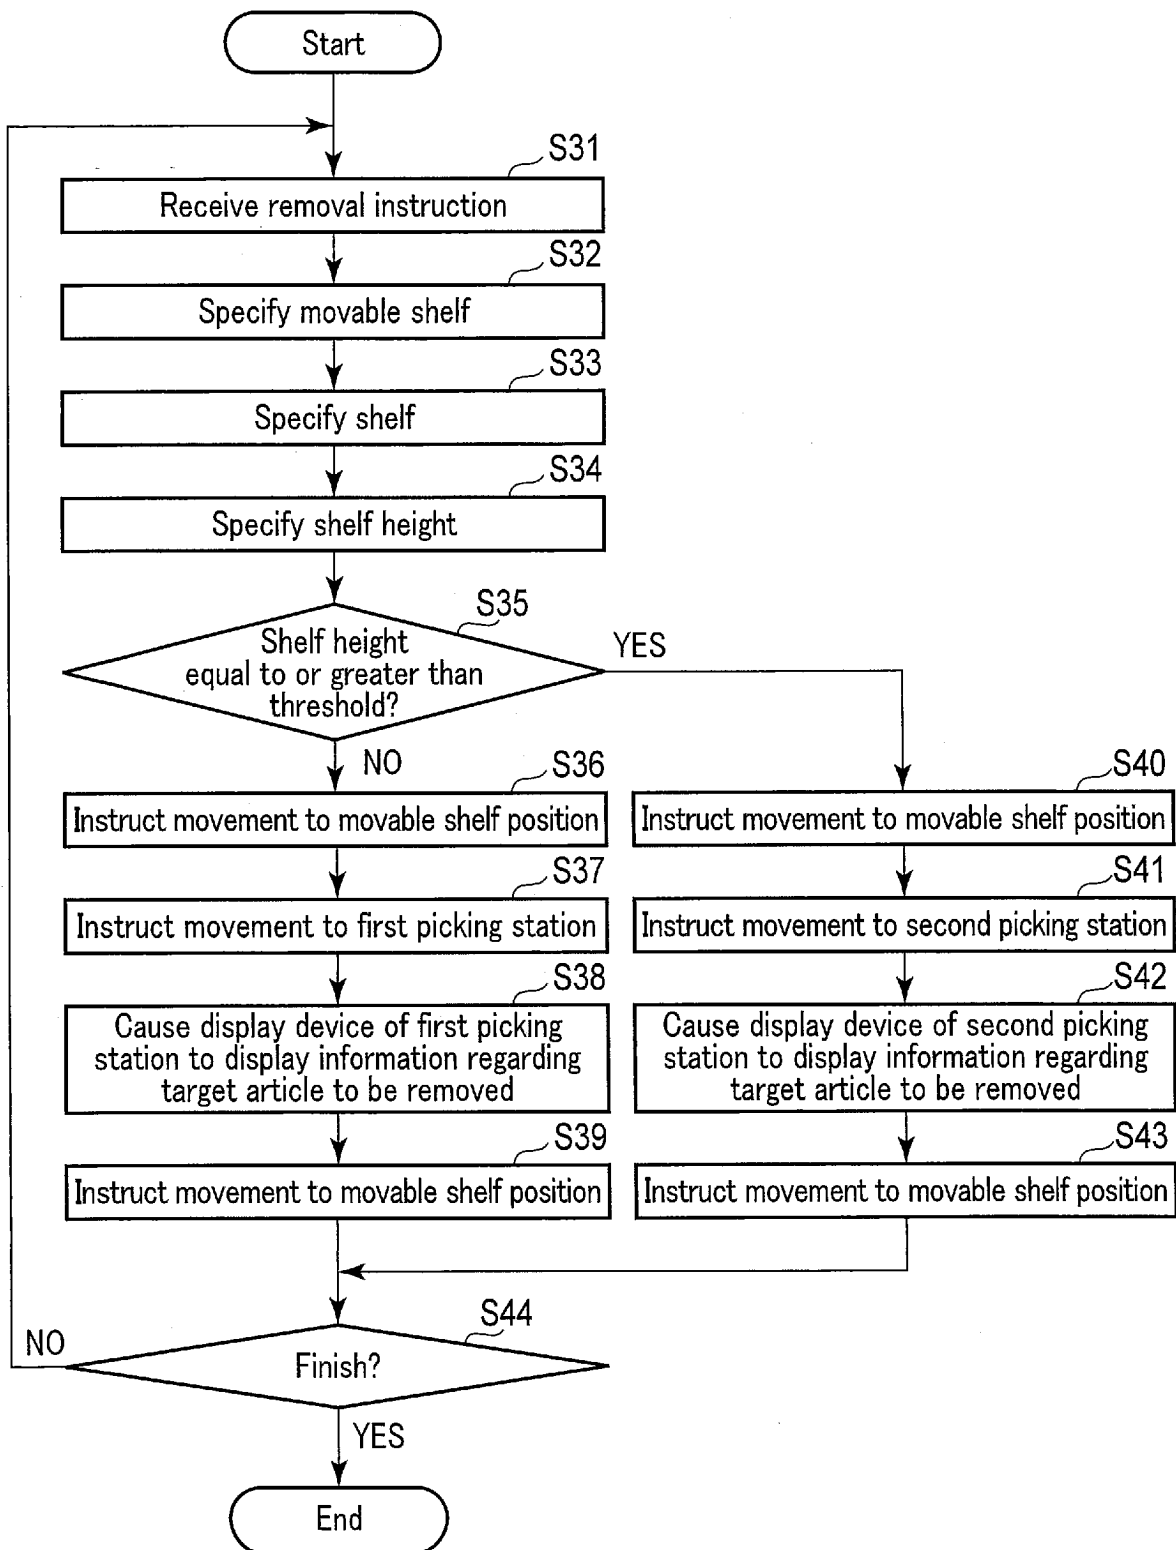 Start
S31
Receive removal instruction
S32
Specify movable shelf
S33
Specify shelf
S34
Specify shelf height
S35
Shelf height
equal to or greater than
threshold?
YES
NO
S36
Instruct movement to movable shelf position
S37
Instruct movement to first picking station
S38
Cause display device of first picking
station to display information regarding
target article to be removed
S39
Instruct movement to movable shelf position
S40
Instruct movement to movable shelf position
S41
Instruct movement to second picking station
S42
Cause display device of second picking
station to display information regarding
target article to be removed
S43
Instruct movement to movable shelf position
S44
Finish?
NO
YES
End